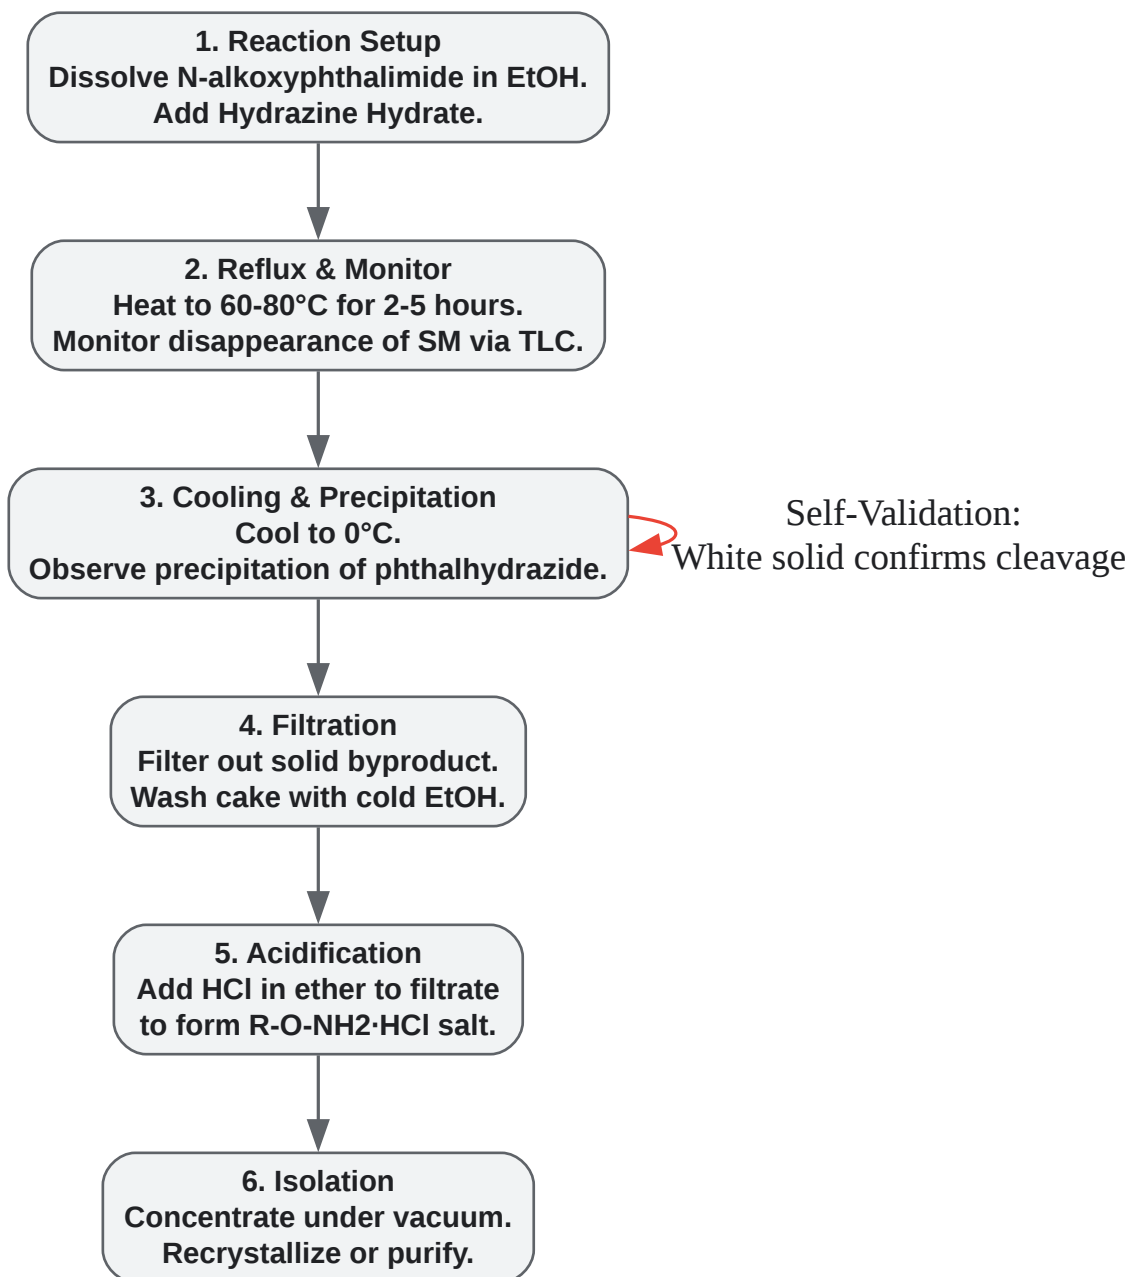 1. Reaction Setup
Dissolve N-alkoxyphthalimide in EtOH.
Add Hydrazine Hydrate.
2. Reflux & Monitor
Heat to 60-80°C for 2-5 hours.
Monitor disappearance of SM via TLC.
3. Cooling & Precipitation
Cool to 0°C.
Observe precipitation of phthalhydrazide.
Self-Validation:
White solid confirms cleavage
4. Filtration
Filter out solid byproduct.
Wash cake with cold EtOH.
5. Acidification
Add HCl in ether to filtrate
to form R-O-NH2·HCl salt.
6. Isolation
Concentrate under vacuum.
Recrystallize or purify.